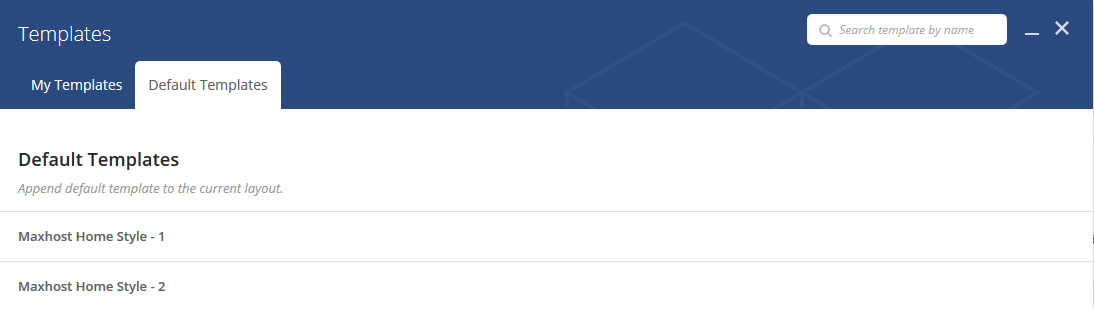 Templates
Search template by name
My Templates
Default Templates
Default Templates
Append default template to the current layout.
Maxhost Home Style - 1
Maxhost Home Style - 2